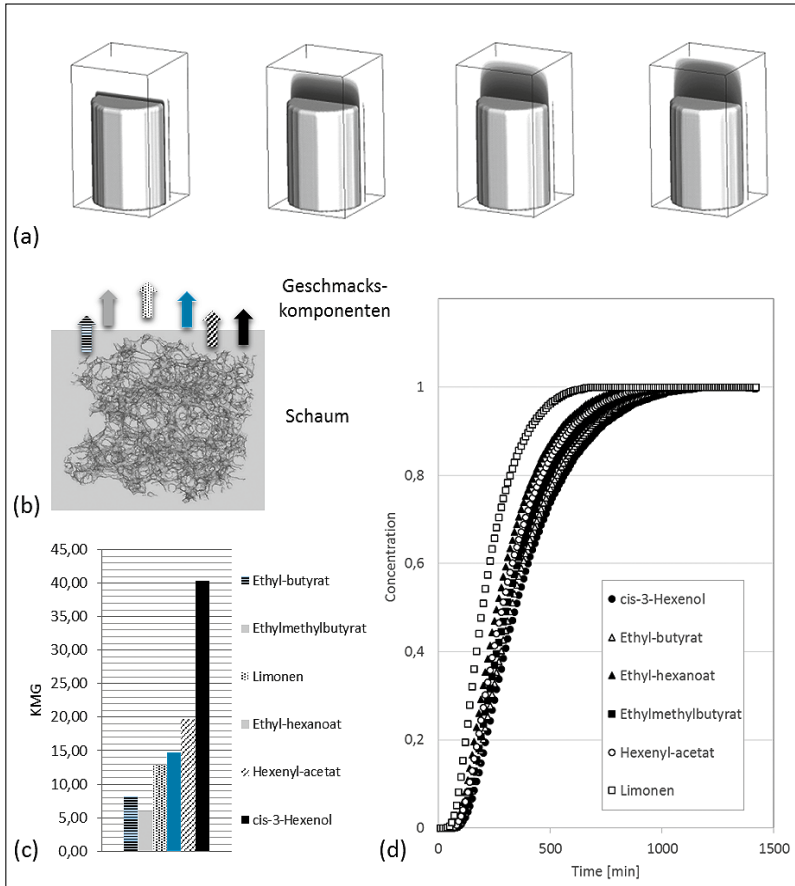 (a)
Geschmacks-
komponenten
Schaum
(b)
45,00
40,00
35,00
30,00
25,00
20,00
15,00
10,00
5,00
0,00
KMG
Ethyl-butyrat
Ethylmethylbutyrat
Limonen
Ethyl-hexanoat
Hexenyl-acetat
cis-3-Hexenol
(c)
1
0,8
0,6
0,4
0,2
0
Concentration
cis-3-Hexenol
Ethyl-butyrat
Ethyl-hexanoat
Ethylmethylbutyrat
Hexenyl-acetat
Limonen
0 500 1000 1500
Time [min]
(d)